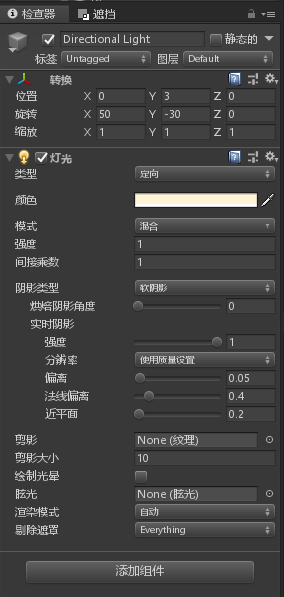 检查器 遮挡
Directional Light 静态的
标签 Untagged 图层 Default
转换
位置 X 0 Y 3 Z 0
旋转 X 50 Y -30 Z 0
缩放 X 1 Y 1 Z 1
灯光
类型 定向
颜色
模式 混合
强度 1
间接乘数 1
阴影类型 软阴影
烘焙阴影角度 0
实时阴影
强度 1
分辨率 使用质量设置
偏离 0.05
法线偏离 0.4
近平面 0.2
剪影 None (纹理)
剪影大小 10
绘制光晕
眩光 None (眩光)
渲染模式 自动
剔除遮罩 Everything
添加组件